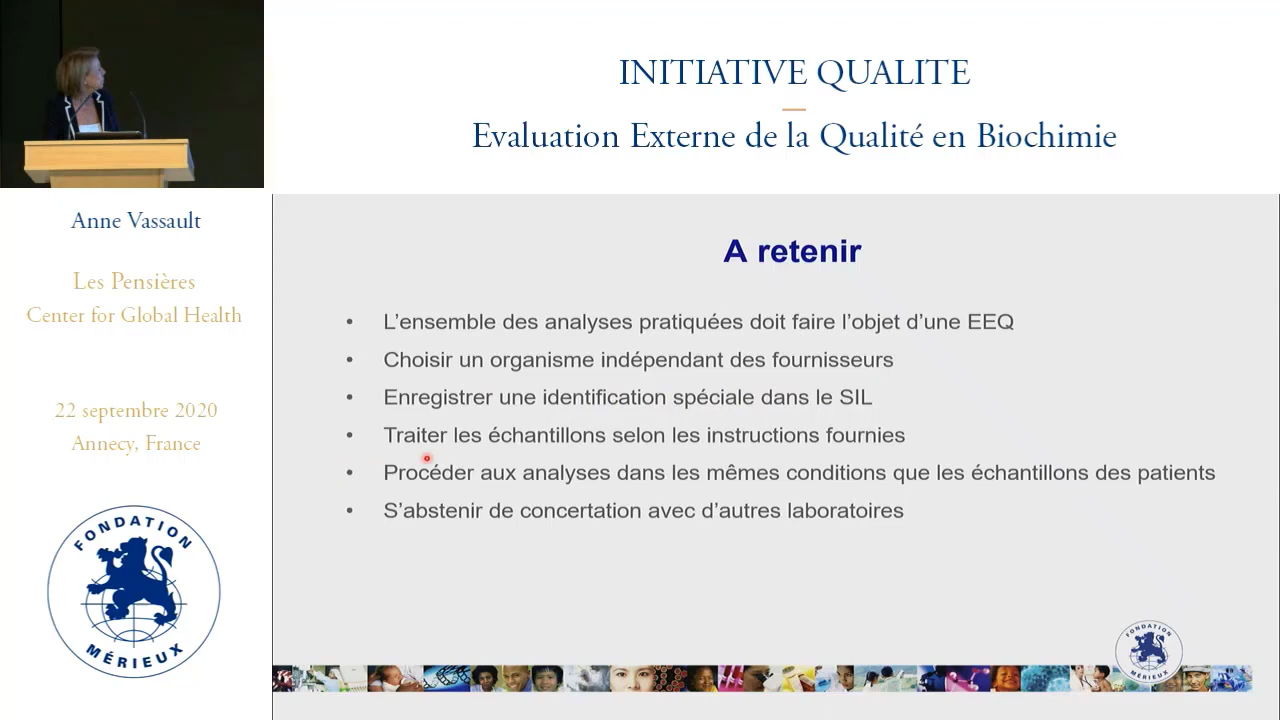 INITIATIVE QUALITE
Evaluation Externe de la Qualité en Biochimie
Anne Vassault
Les Pensières
Center for Global Health
22 septembre 2020
Annecy, France
FONDATION
MÉRIEUX
A retenir
• L'ensemble des analyses pratiquées doit faire l'objet d'une EEQ
• Choisir un organisme indépendant des fournisseurs
• Enregistrer une identification spéciale dans le SIL
• Traiter les échantillons selon les instructions fournies
• Procéder aux analyses dans les mêmes conditions que les échantillons des patients
• S'abstenir de concertation avec d'autres laboratoires
FONDATION
MÉRIEUX